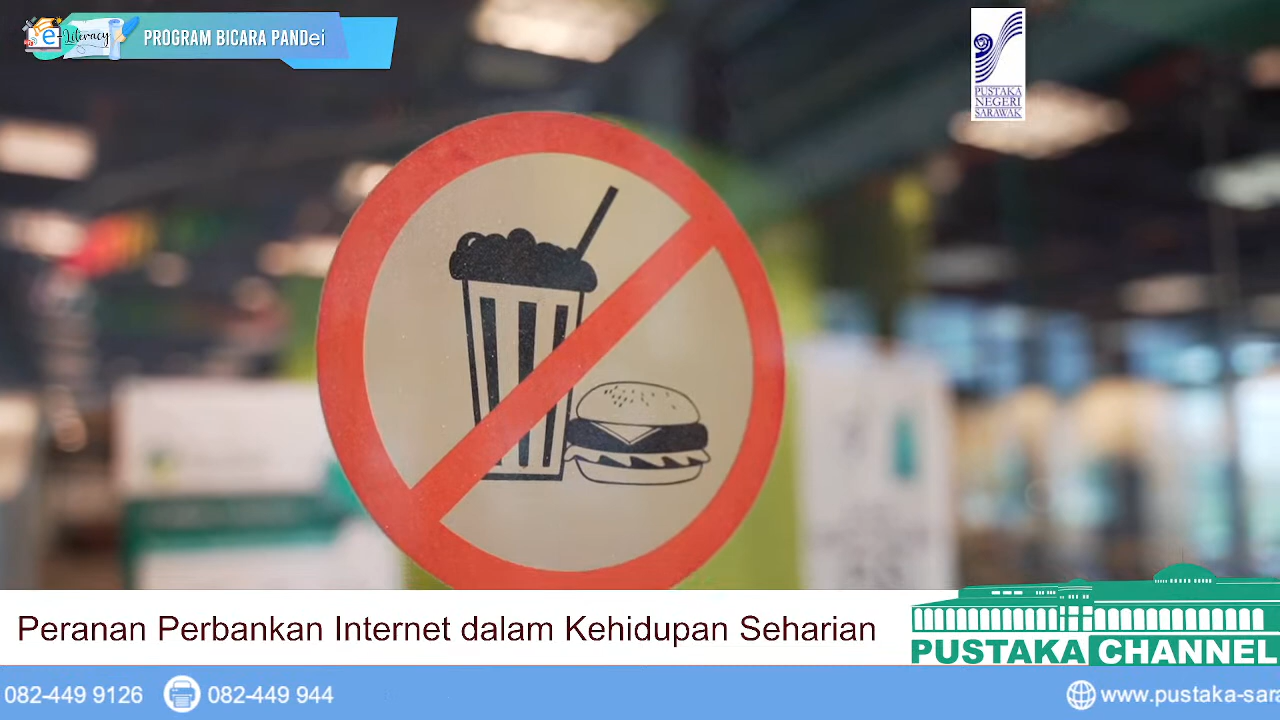 e-Literacy
PROGRAM BICARA PANDei
PUSTAKA
NEGERI
SARAWAK
Peranan Perbankan Internet dalam Kehidupan Seharian
PUSTAKA CHANNEL
082-449 9126
082-449 944
www.pustaka-sara